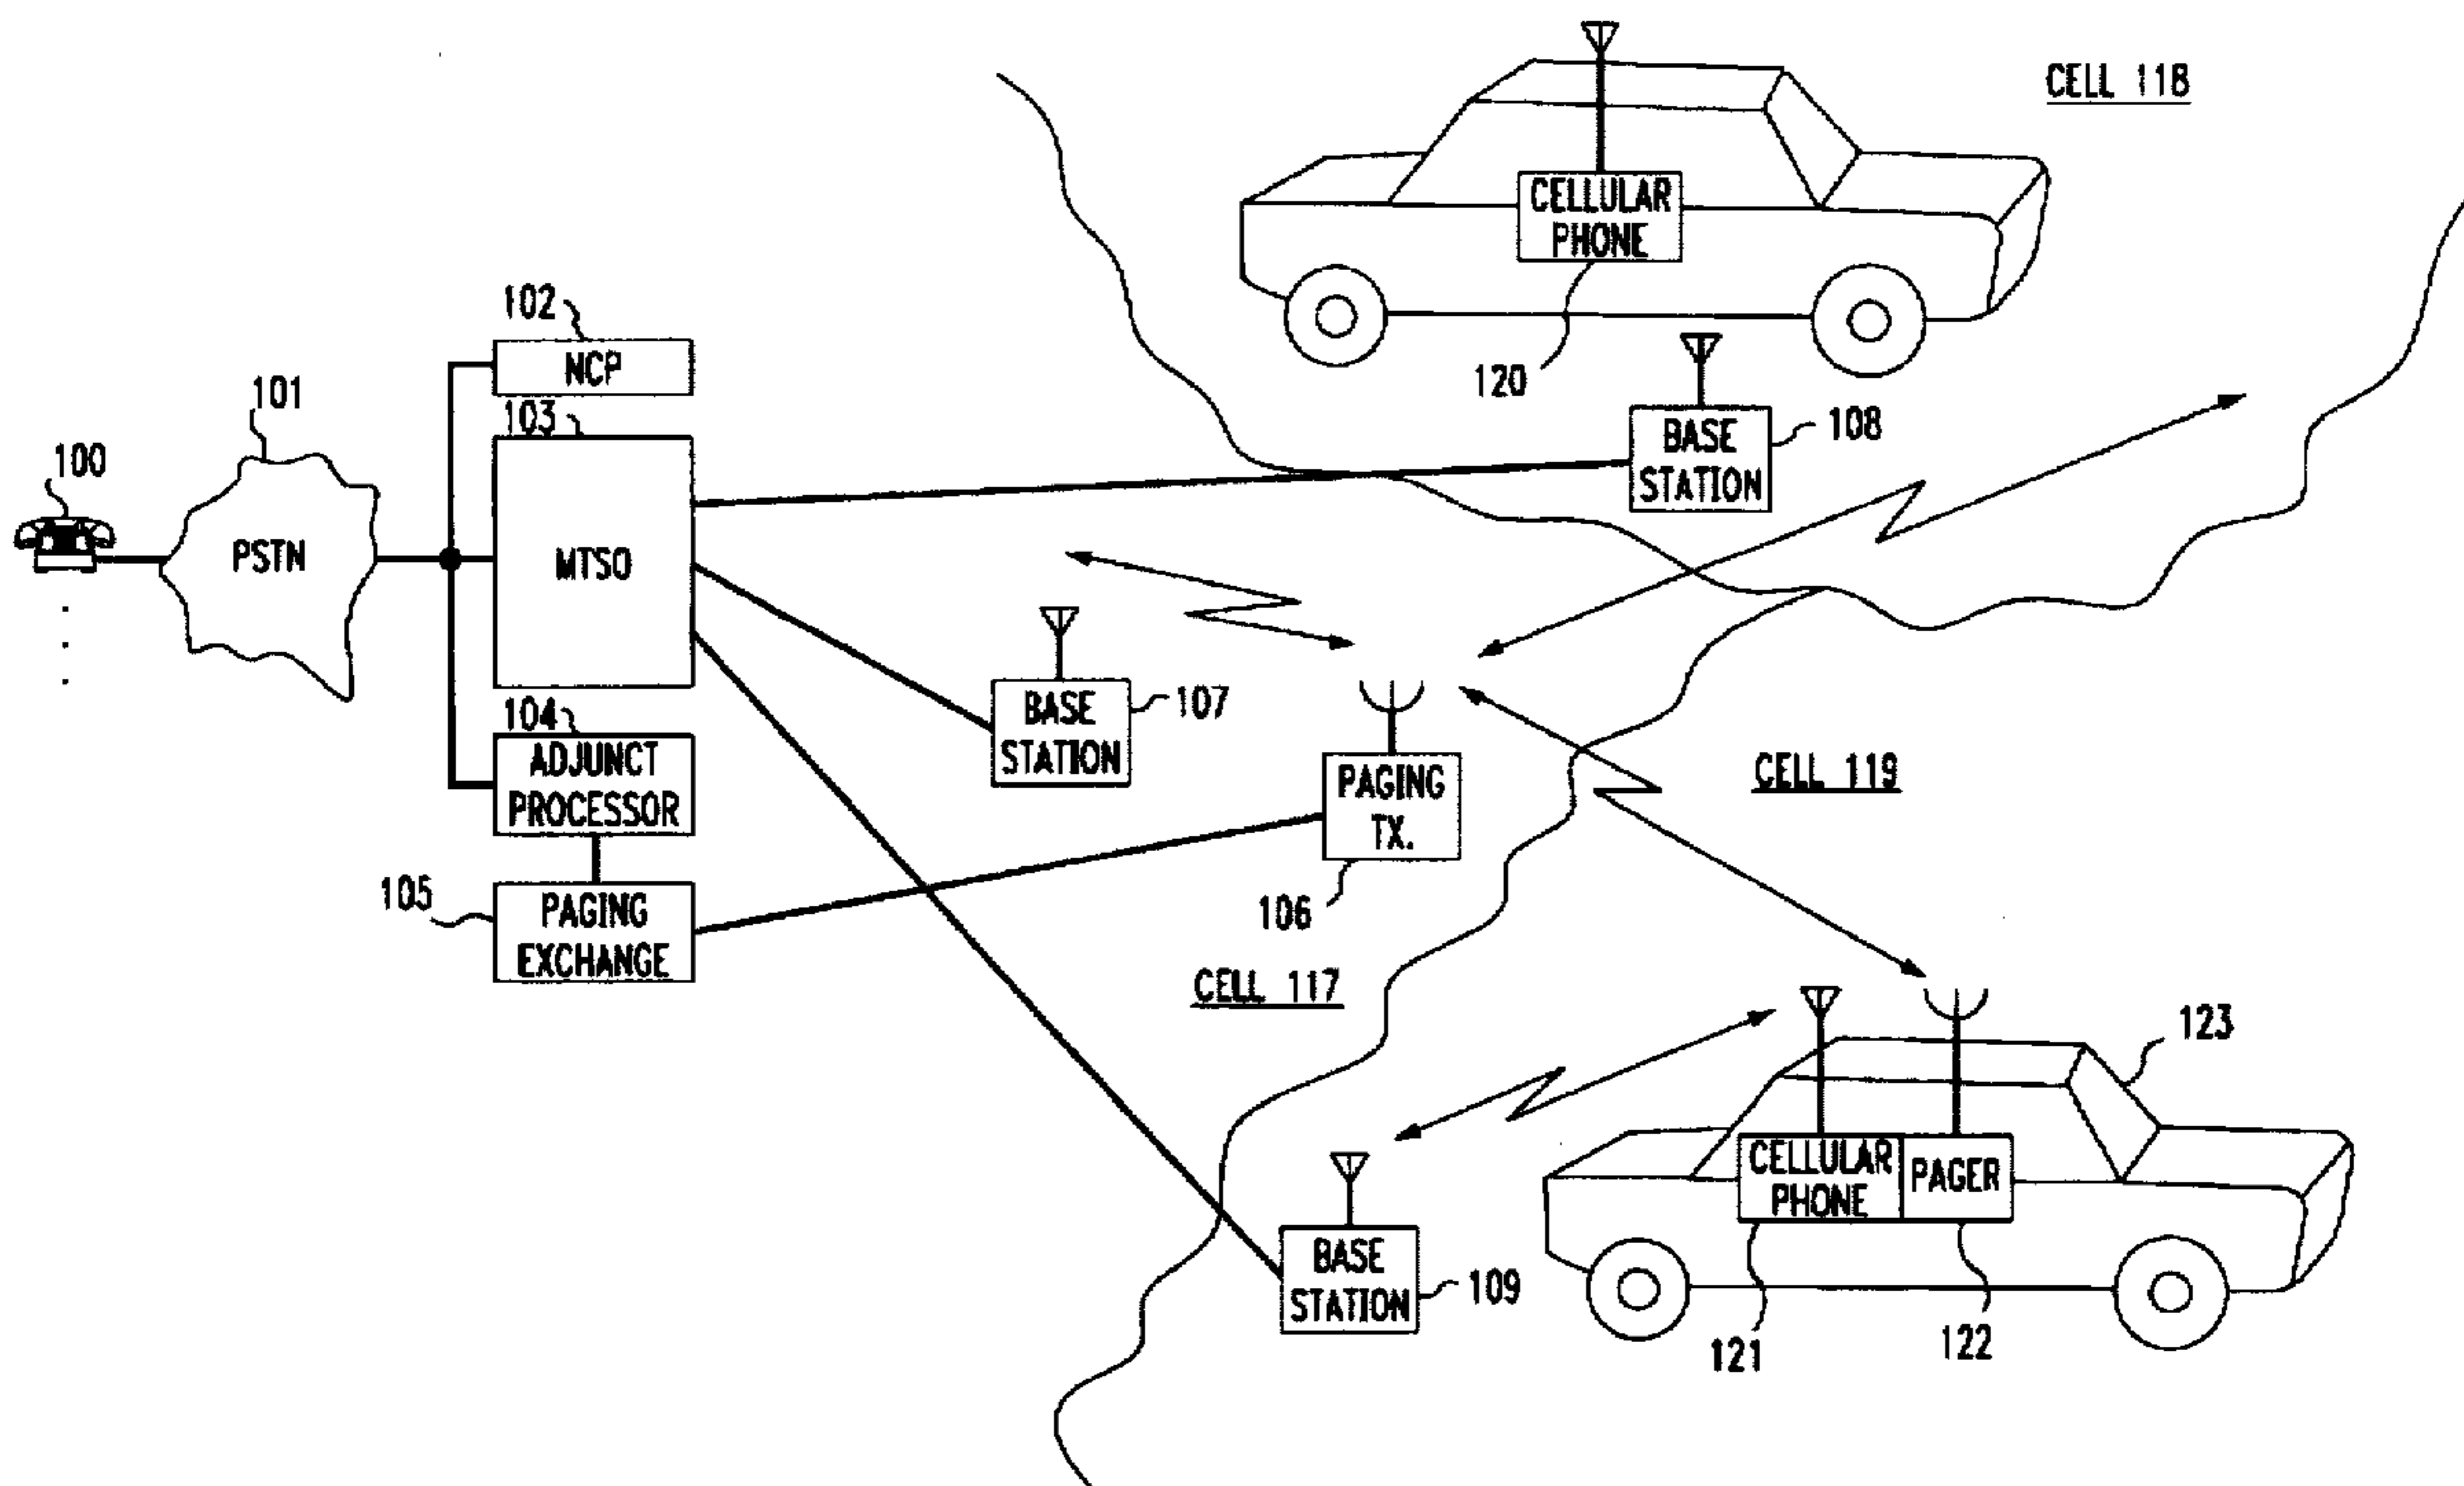 CELL 118
CELLULAR
PHONE
120
102
NCP
101
103
108
BASE
STATION
100
PSTN
MTSO
107
BASE
STATION
104
ADJUNCT
PROCESSOR
CELL 119
PAGING
TX.
106
105
PAGING
EXCHANGE
CELL 117
123
CELLULAR
PHONE
PAGER
BASE
STATION
109
121
122